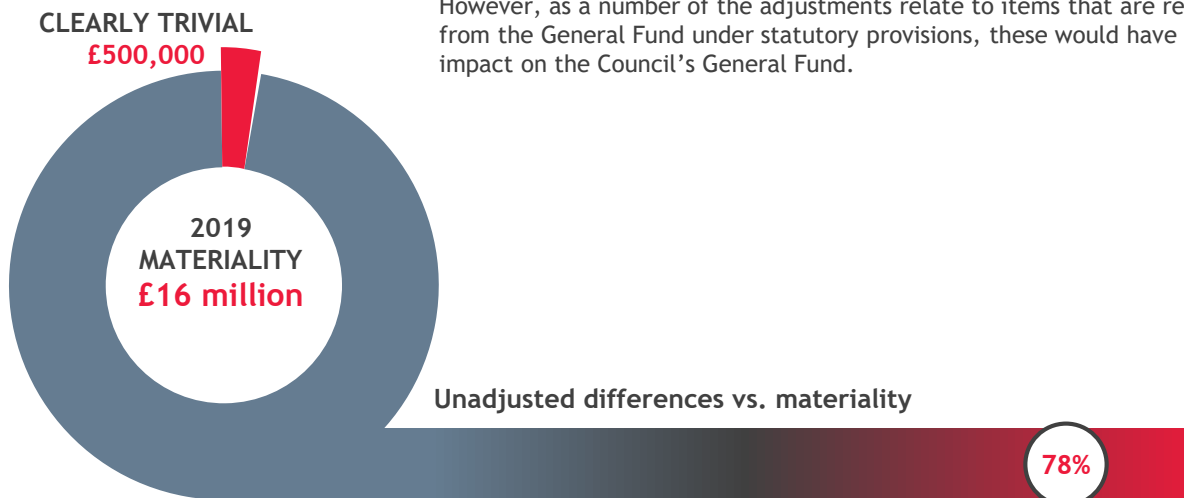 CLEARLY TRIVIAL
£500,000
However, as a number of the adjustments relate to items that are
from the General Fund under statutory provisions, these would have
impact on the Council’s General Fund.
2019
MATERIALITY
£16 million
Unadjusted differences vs. materiality
78%